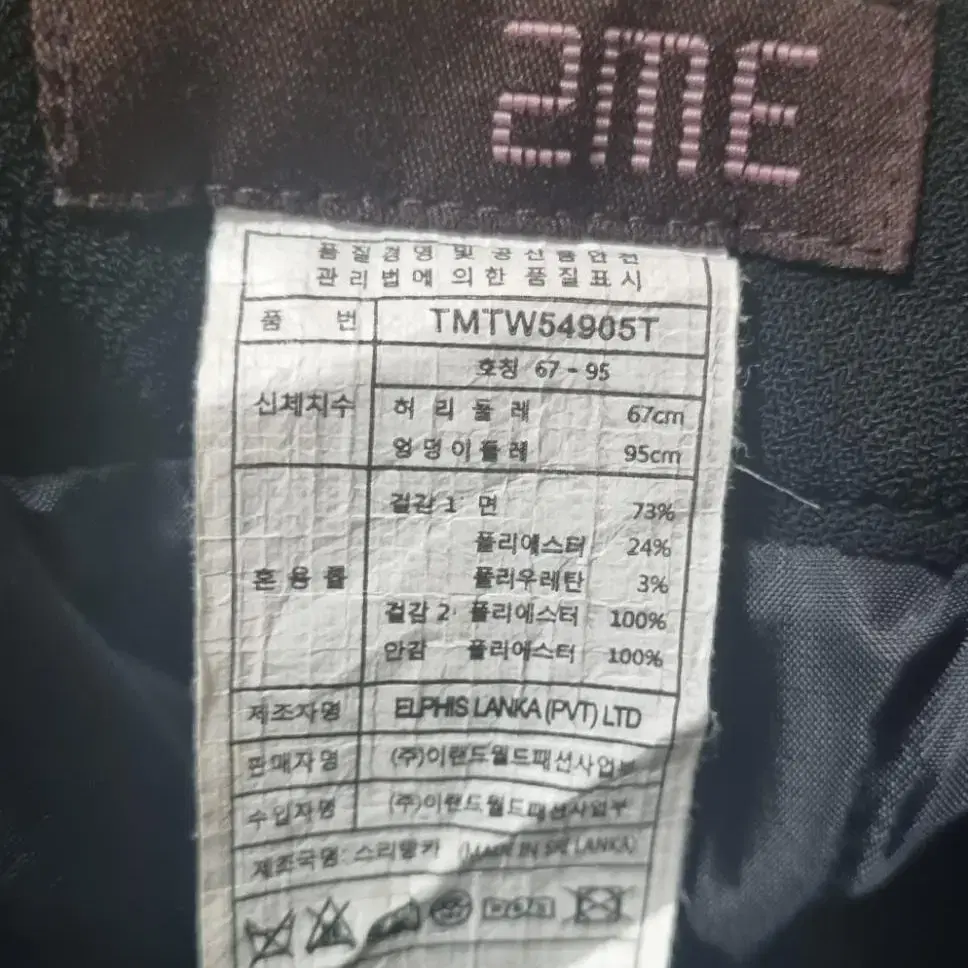 2ME
품질경영 및 공산품안전
관리법에 의한 품질표시
품 번 TMTW54905T
신체치수 호칭 67 - 95
허리둘레 67cm
엉덩이둘레 95cm
혼용률
겉감 1: 면 73%
폴리에스터 24%
폴리우레탄 3%
겉감 2: 폴리에스터 100%
안감 폴리에스터 100%
제조자명 ELPHIS LANKA (PVT) LTD
판매자명 (주)이랜드월드패션사업부
수입자명 (주)이랜드월드패션사업부
제조국명: 스리랑카 (MADE IN SRI LANKA)